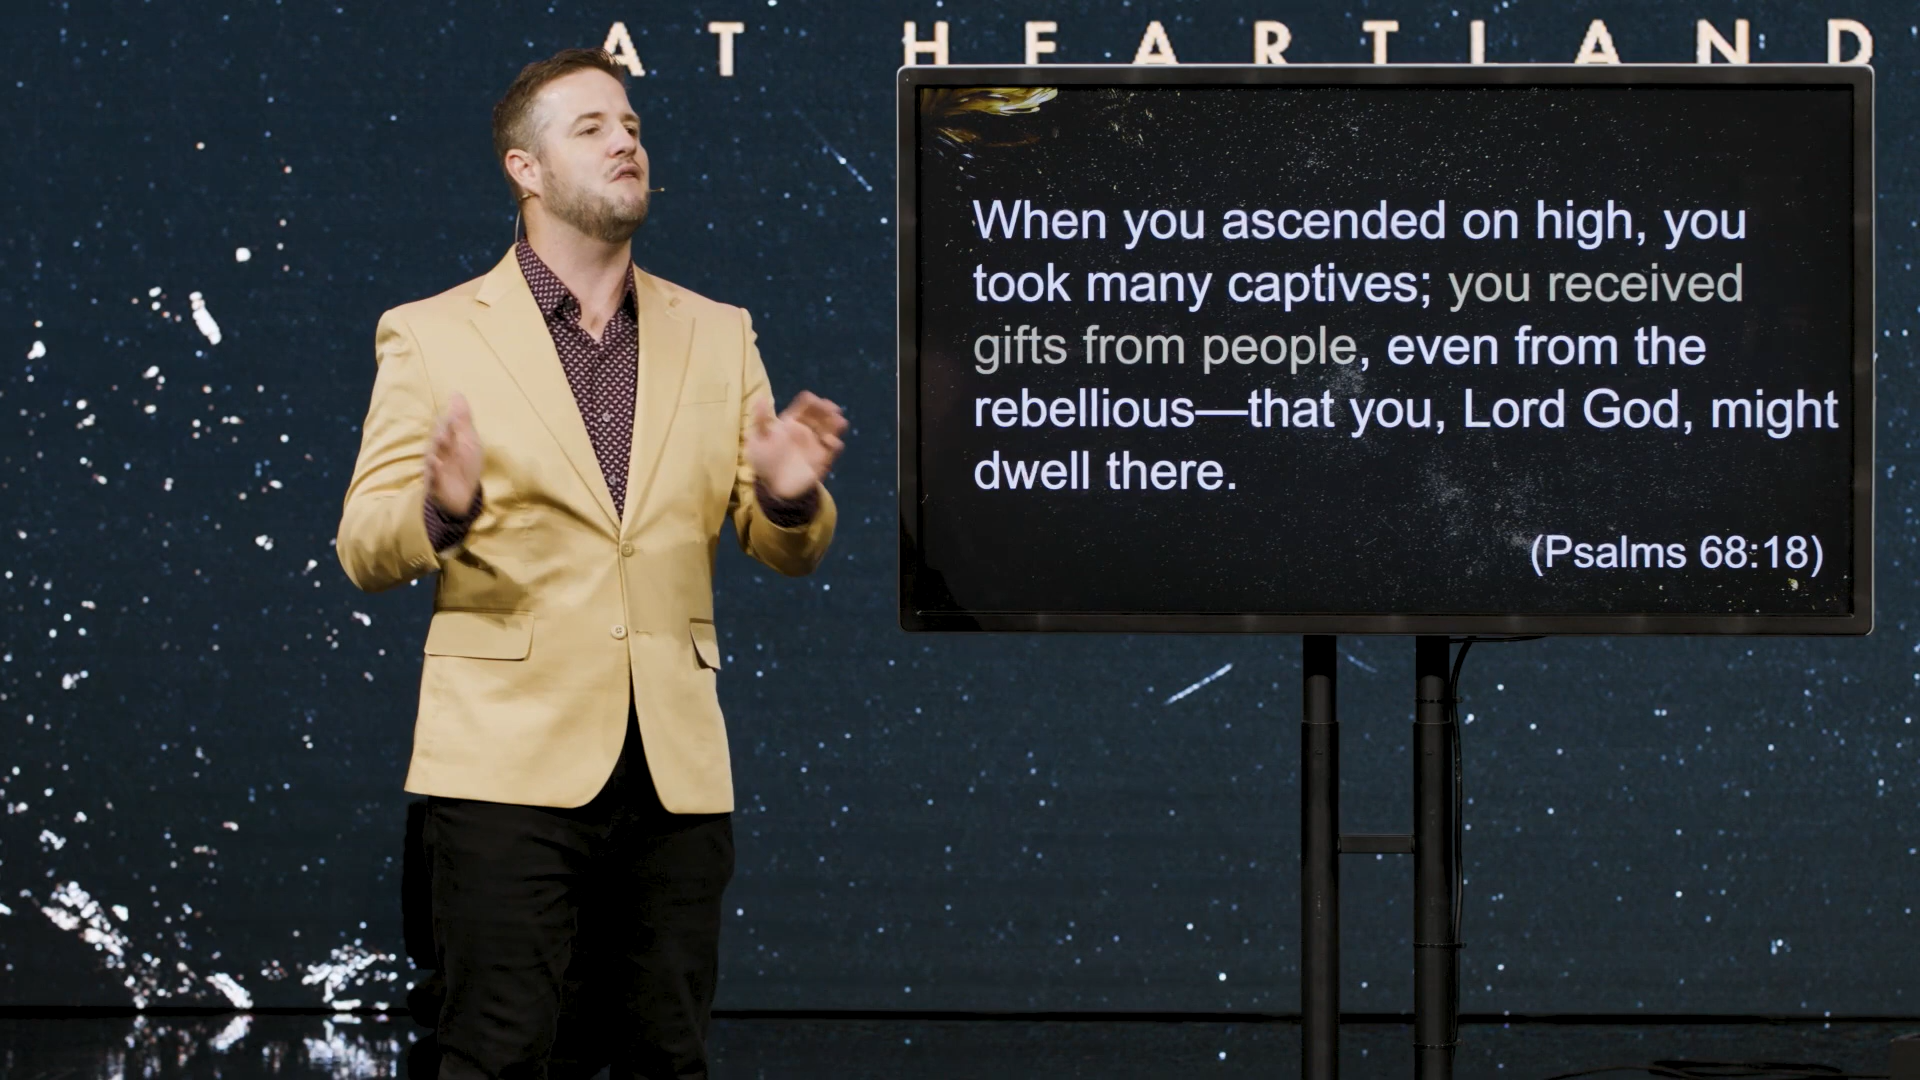 AT HEARTLAND
When you ascended on high, you
took many captives; you received
gifts from people, even from the
rebellious—that you, Lord God, might
dwell there.
(Psalms 68:18)